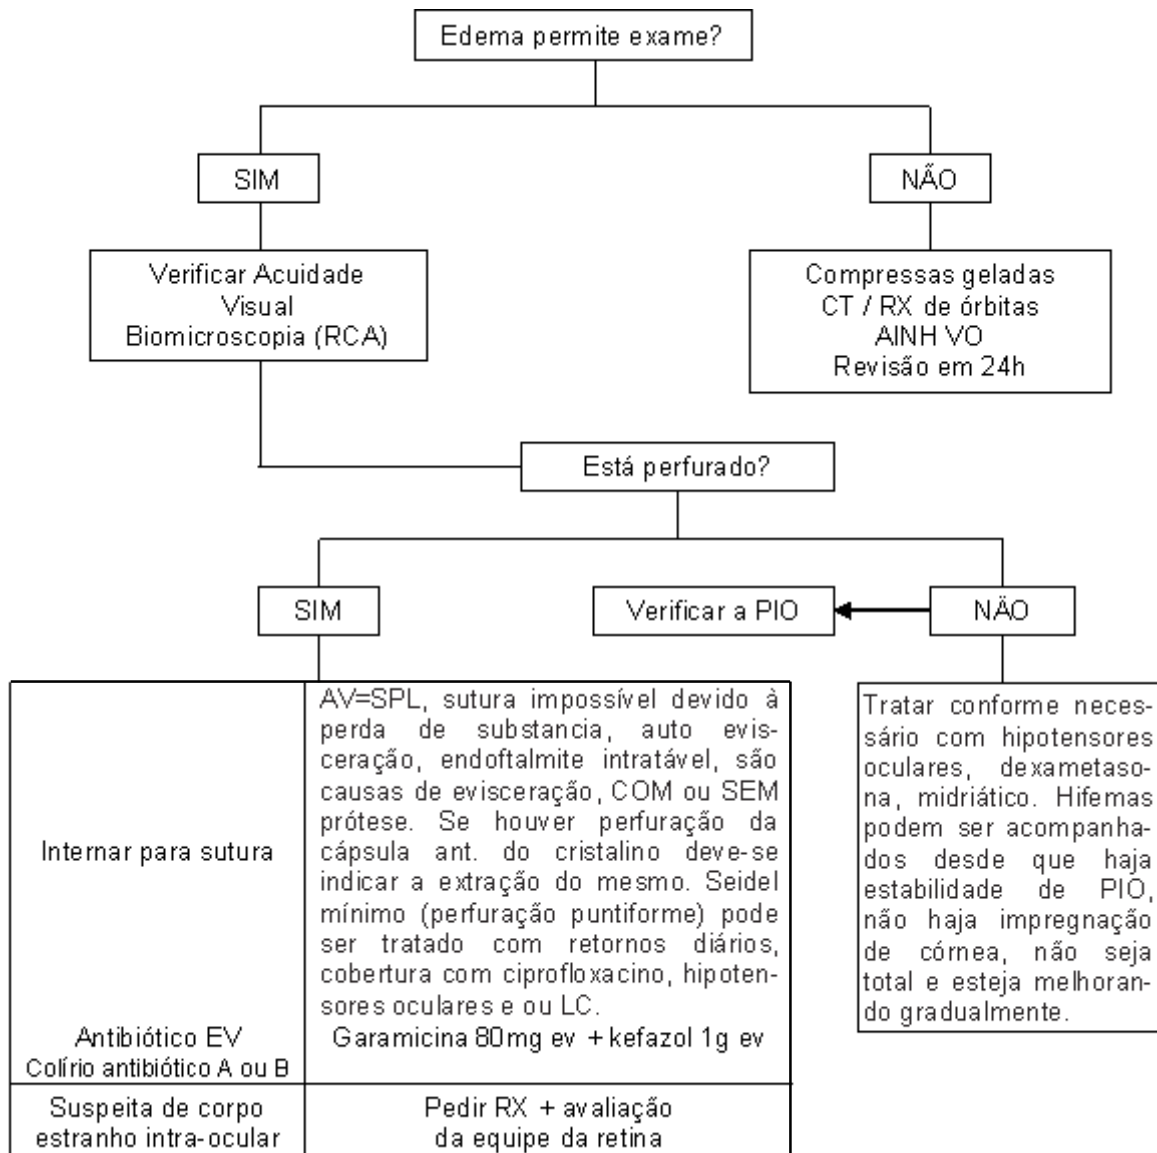 Edema permite exame?
SIM
NÃO
Verificar Acuidade
Visual
Biomicroscopia (RCA)
Compressas geladas
CT / RX de órbitas
AINH VO
Revisão em 24h
Está perfurado?
SIM
Verificar a PIO
NÄO
Internar para sutura
Antibiótico EV
Colírio antibiótico A ou B
AV=SPL, sutura impossível devido à
perda de substancia, auto evis-
ceração, endoftalmite intratável, são
causas de evisceração, COM ou SEM
prótese. Se houver perfuração da
cápsula ant. do cristalino deve-se
indicar a extração do mesmo. Seidel
mínimo (perfuração puntiforme) pode
ser tratado com retornos diários,
cobertura com ciprofloxacino, hipoten-
sores oculares e ou LC.
Garamicina 80mg ev + kefazol 1g ev
Tratar conforme neces-
sário com hipotensores
oculares, dexametaso-
na, midriático. Hifemas
podem ser acompanha-
dos desde que haja
estabilidade de PIO,
não haja impregnação
de córnea, não seja
total e esteja melhoran-
do gradualmente.
Suspeita de corpo
estranho intra-ocular
Pedir RX + avaliação
da equipe da retina